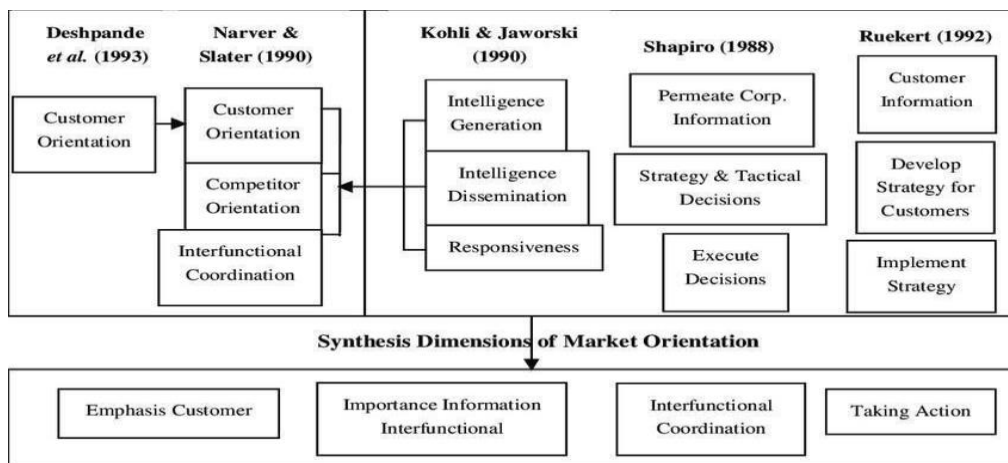 Deshpande
et al. (1993)
Narver &
Slater (1990)
Kohli & Jaworski
(1990)
Shapiro (1988)
Ruekert (1992)
Customer
Orientation
Customer
Orientation
Competitor
Orientation
Interfunctional
Coordination
Intelligence
Generation
Intelligence
Dissemination
Responsiveness
Permeate Corp.
Information
Strategy & Tactical
Decisions
Execute
Decisions
Customer
Information
Develop
Strategy for
Customers
Implement
Strategy
Synthesis Dimensions of Market Orientation
Emphasis Customer
Importance Information
Interfunctional
Interfunctional
Coordination
Taking Action